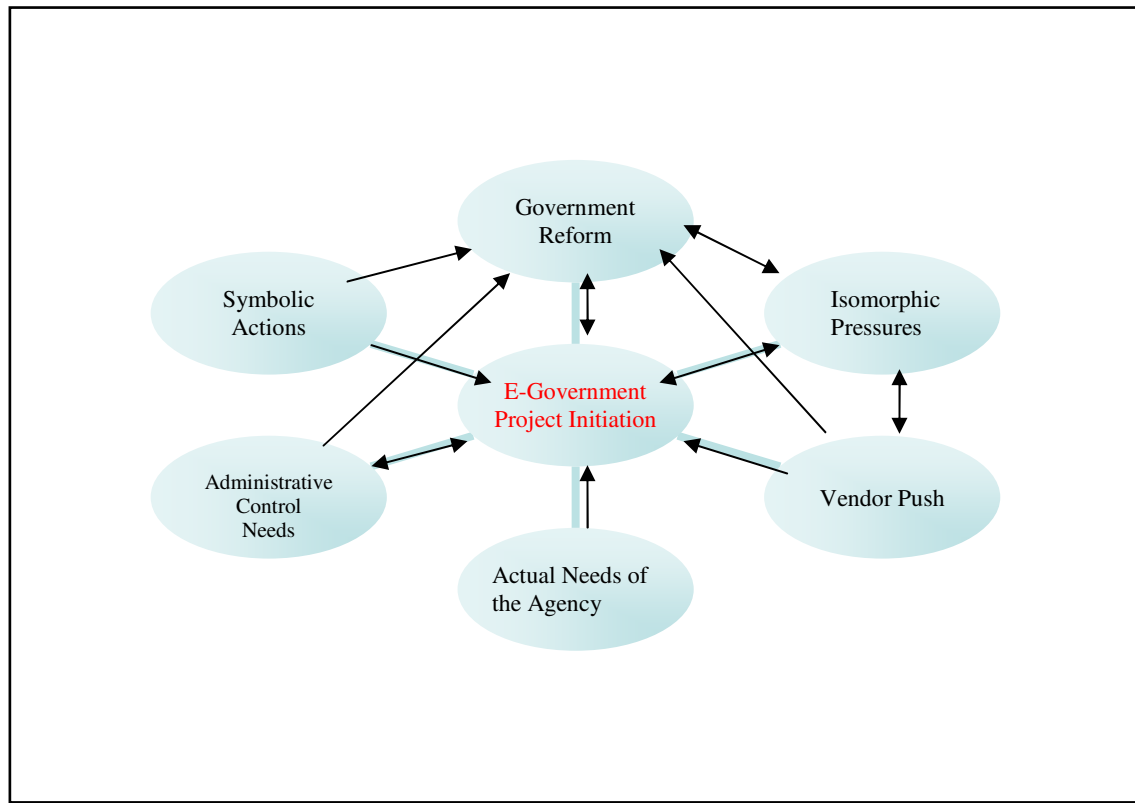 Government
Reform
Symbolic
Actions
Isomorphic
Pressures
E-Government
Project Initiation
Administrative
Control
Needs
Vendor Push
Actual Needs of
the Agency